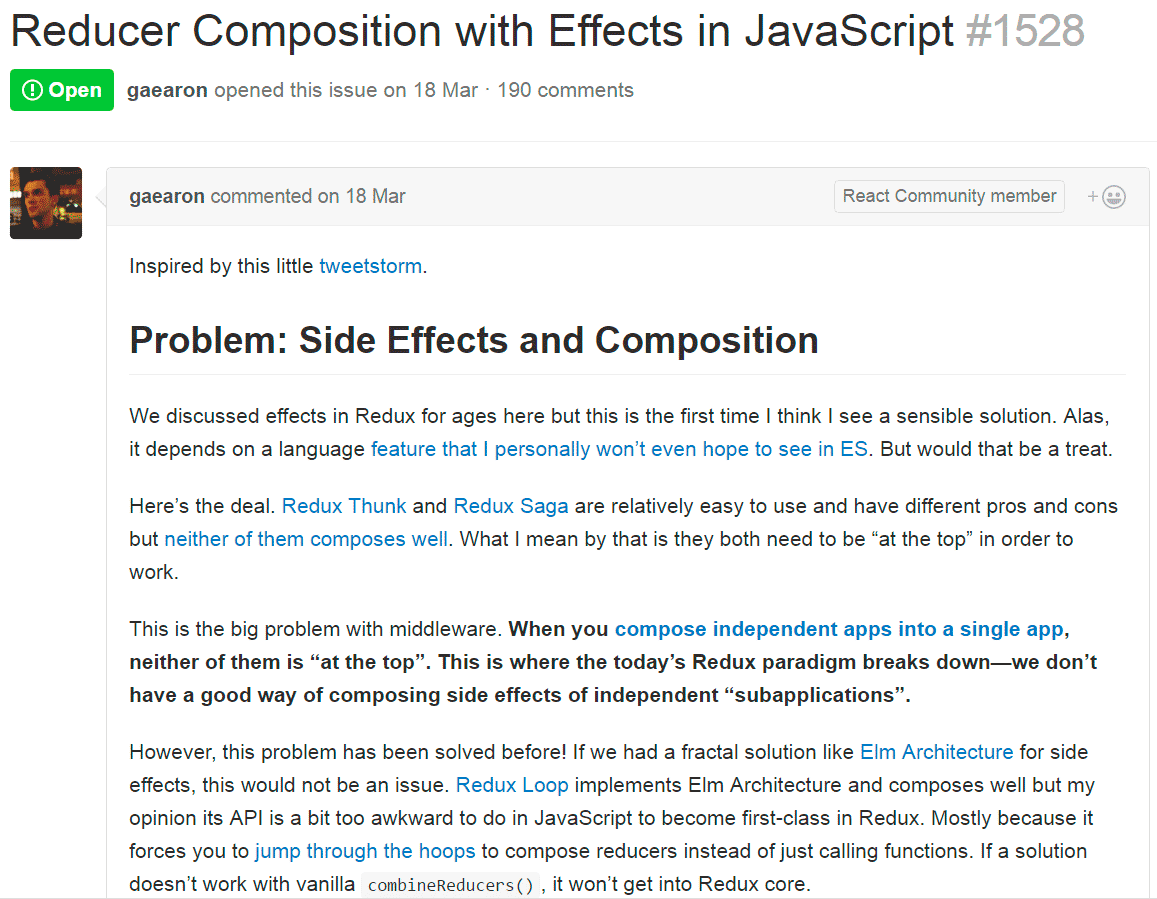 Reducer Composition with Effects in JavaScript #1528
Open gaearon opened this issue on 18 Mar · 190 comments
gaearon commented on 18 Mar React Community member +
Inspired by this little tweetstorm.
Problem: Side Effects and Composition
We discussed effects in Redux for ages here but this is the first time I think I see a sensible solution. Alas,
it depends on a language feature that I personally won’t even hope to see in ES. But would that be a treat.
Here’s the deal. Redux Thunk and Redux Saga are relatively easy to use and have different pros and cons
but neither of them composes well. What I mean by that is they both need to be “at the top” in order to
work.
This is the big problem with middleware. When you compose independent apps into a single app,
neither of them is “at the top”. This is where the today’s Redux paradigm breaks down—we don’t
have a good way of composing side effects of independent “subapplications”.
However, this problem has been solved before! If we had a fractal solution like Elm Architecture for side
effects, this would not be an issue. Redux Loop implements Elm Architecture and composes well but my
opinion its API is a bit too awkward to do in JavaScript to become first-class in Redux. Mostly because it
forces you to jump through the hoops to compose reducers instead of just calling functions. If a solution
doesn’t work with vanilla combineReducers(), it won’t get into Redux core.